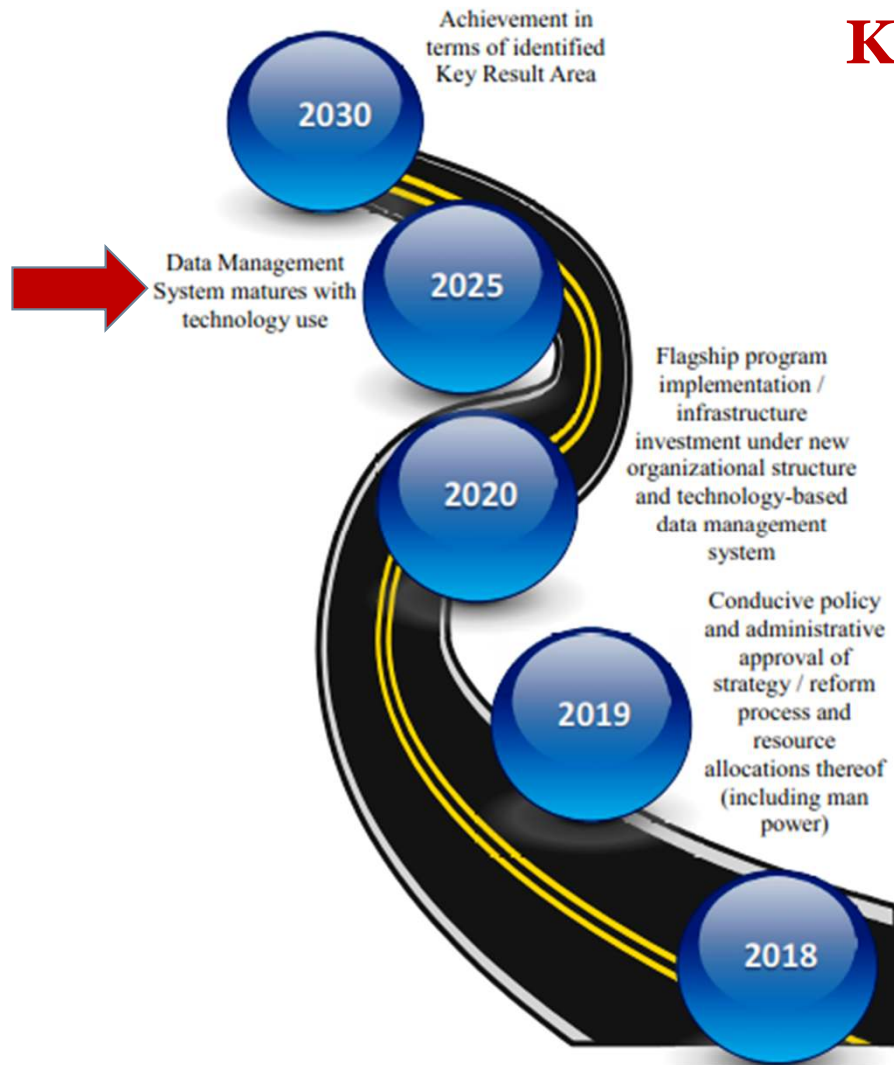 Achievement in
terms of identified
Key Result Area
K
2030
Data Management
System matures with
technology use
2025
Flagship program
implementation /
infrastructure
investment under new
organizational structure
and technology-based
data management
system
2020
Conducive policy
and administrative
approval of
strategy / reform
process and
resource
allocations thereof
(including man
power)
2019
2018